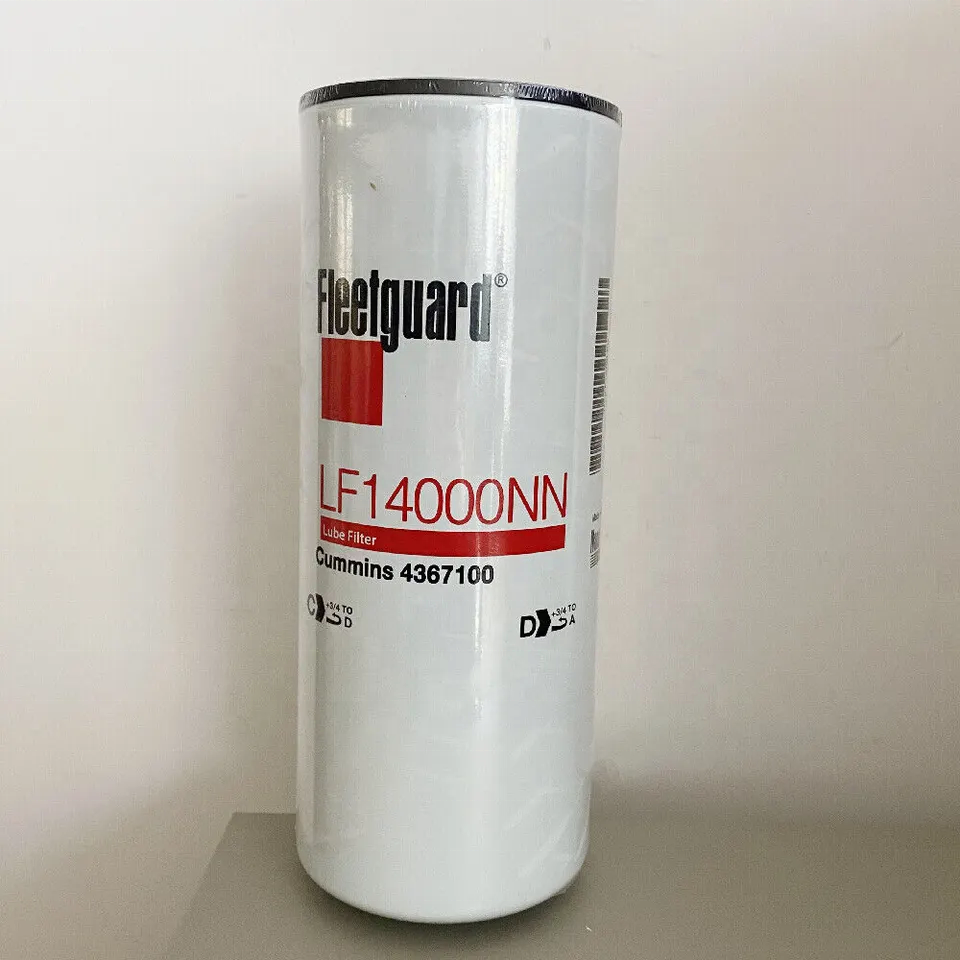 Fleetguard®
LF14000NN
Lube Filter
Cummins 4367100
C +3/4 TO D
D +3/4 TO A